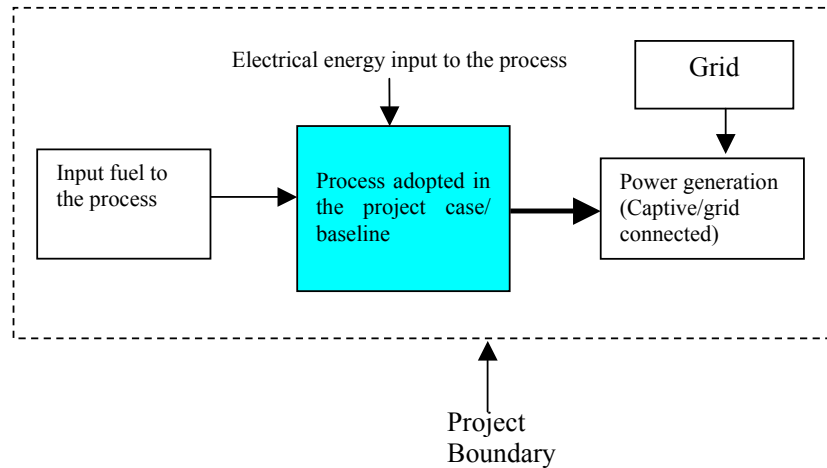 Electrical energy input to the process
Grid
Input fuel to
the process
Process adopted in
the project case/
baseline
Power generation
(Captive/grid
connected)
Project
Boundary